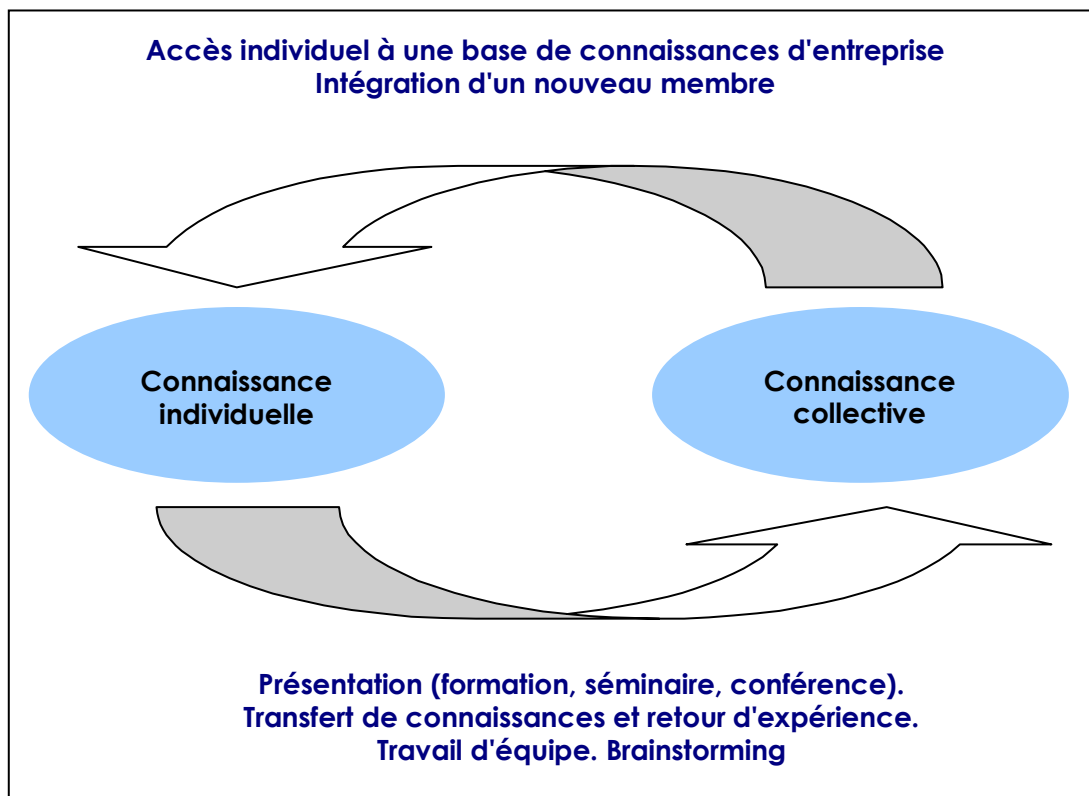 Accès individuel à une base de connaissances d'entreprise
Intégration d'un nouveau membre
Connaissance
individuelle
Connaissance
collective
Présentation (formation, séminaire, conférence).
Transfert de connaissances et retour d'expérience.
Travail d'équipe. Brainstorming